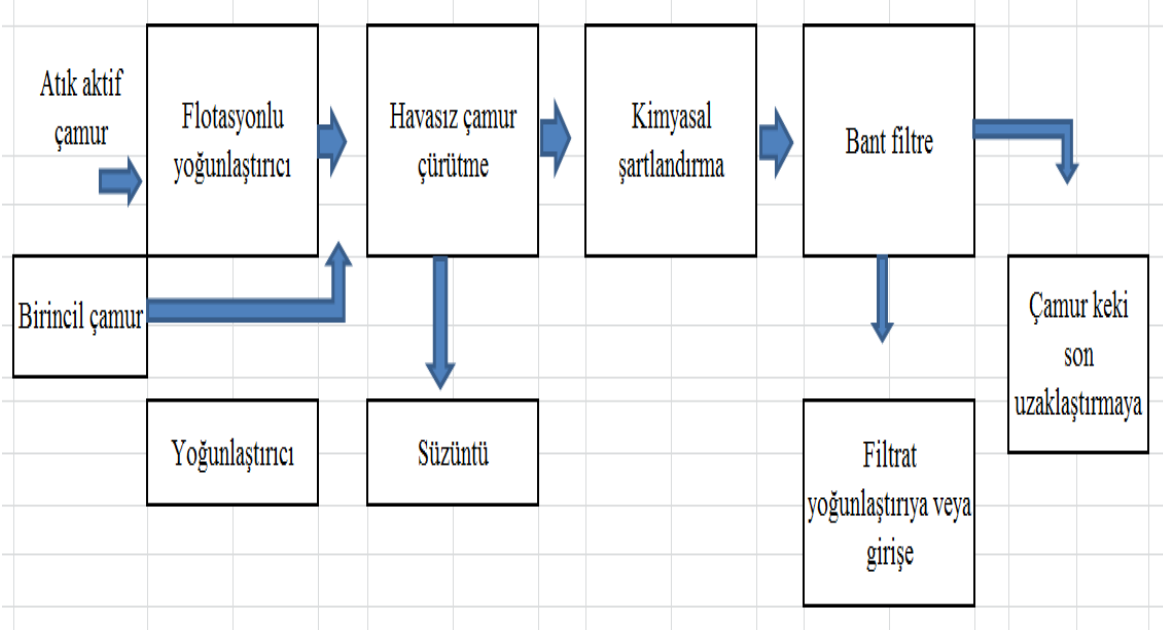 Atık aktif
çamur
Flotasyonlu
yoğunlaştırıcı
Havasız çamur
çürütme
Kimyasal
şartlandırma
Bant filtre
Birincil çamur
Çamur keki
son
uzaklaştırmaya
Yoğunlaştırıcı
Süzüntü
Filtrat
yoğunlaştırıya veya
girişe